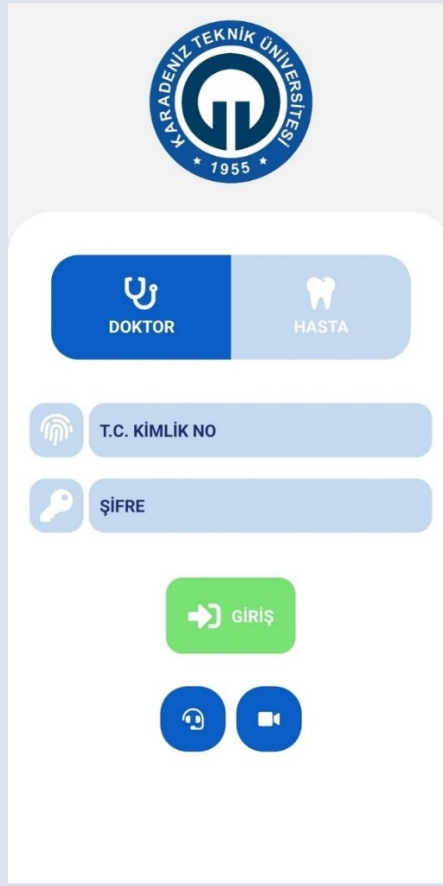 KARADENİZ TEKNİK ÜNİVERSİTESİ
* 1955 *
DOKTOR
HASTA
T.C. KİMLİK NO
ŞİFRE
GİRİŞ